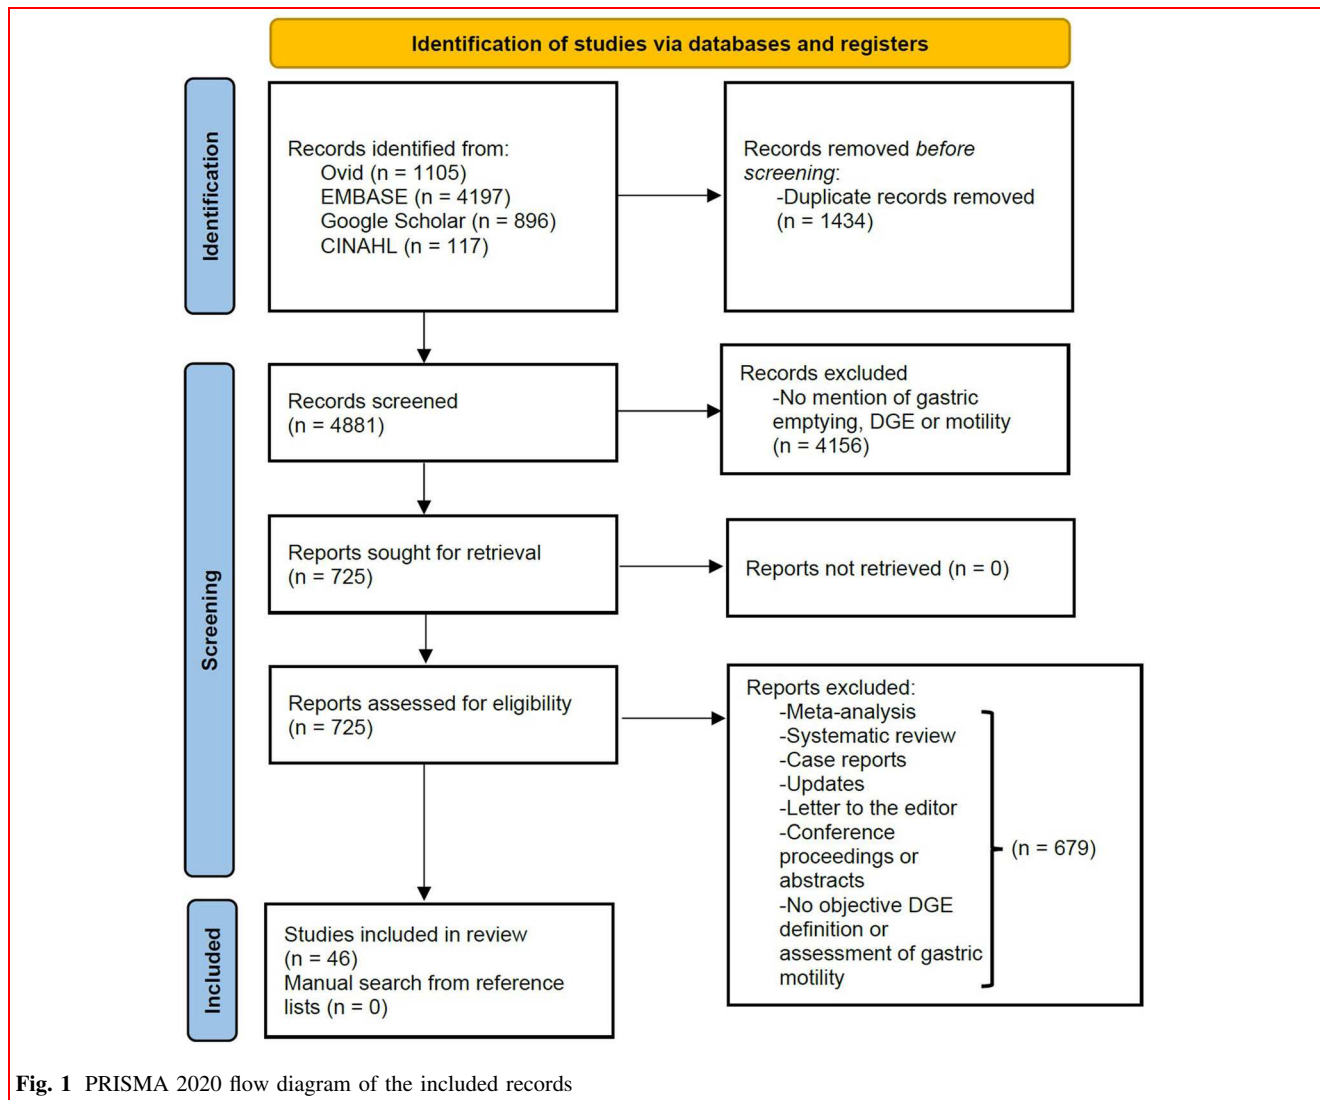 Identification of studies via databases and registers
Identification
Records identified from:
Ovid (n = 1105)
EMBASE (n = 4197)
Google Scholar (n = 896)
CINAHL (n = 117)
Records removed before
screening:
-Duplicate records removed
(n = 1434)
Screening
Records screened
(n = 4881)
Records excluded
-No mention of gastric
emptying, DGE or motility
(n = 4156)
Reports sought for retrieval
(n = 725)
Reports not retrieved (n = 0)
Reports assessed for eligibility
(n = 725)
Reports excluded:
-Meta-analysis
-Systematic review
-Case reports
-Updates
-Letter to the editor
-Conference
proceedings or
abstracts
-No objective DGE
definition or
assessment of gastric
motility
(n = 679)
Included
Studies included in review
(n = 46)
Manual search from reference
lists (n = 0)
Fig. 1 PRISMA 2020 flow diagram of the included records